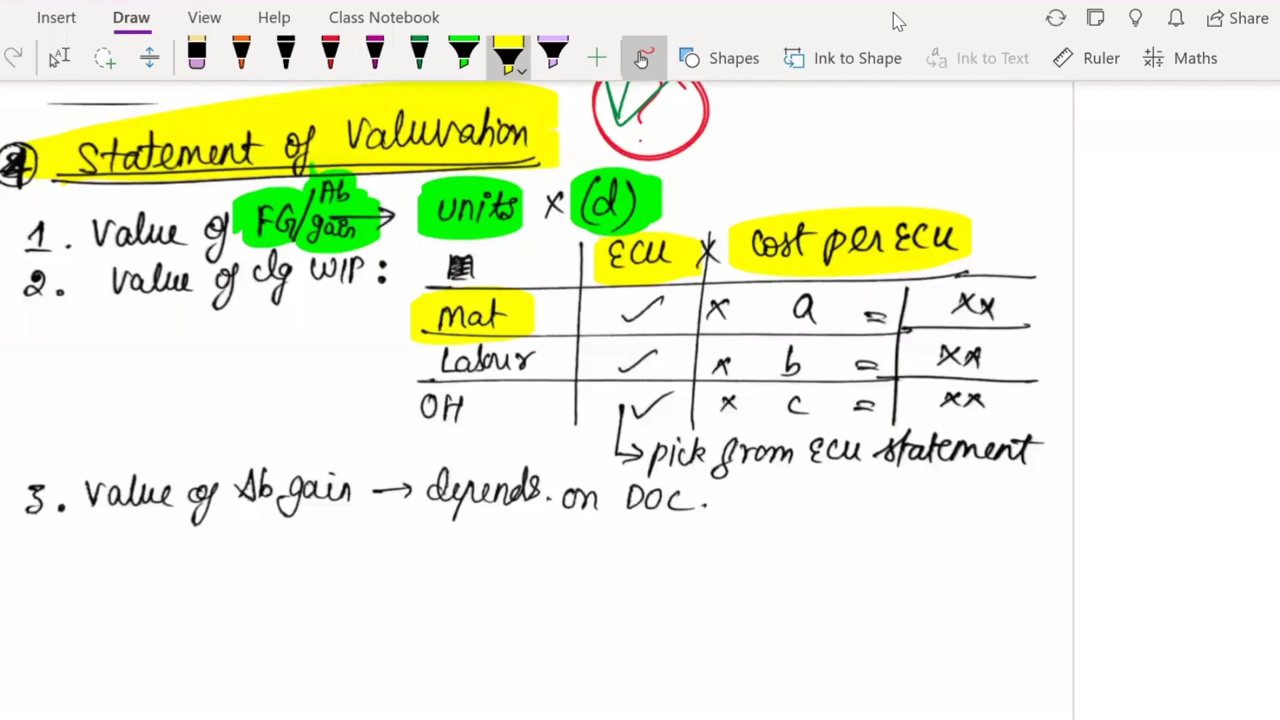 Insert Draw View Help Class Notebook Share
Shapes Ink to Shape Ink to Text Ruler Maths
4 Statement of Valuvation
1. Value of FG/Ab gain → units × (d)
2. Value of clg WIP : ECU × cost per ECU
Mat ✓ × a = xx
Labour ✓ × b = xx
OH ✓ × c = xx
↳ pick from ECU statement
3. Value of Ab gain → depends. on DOC.